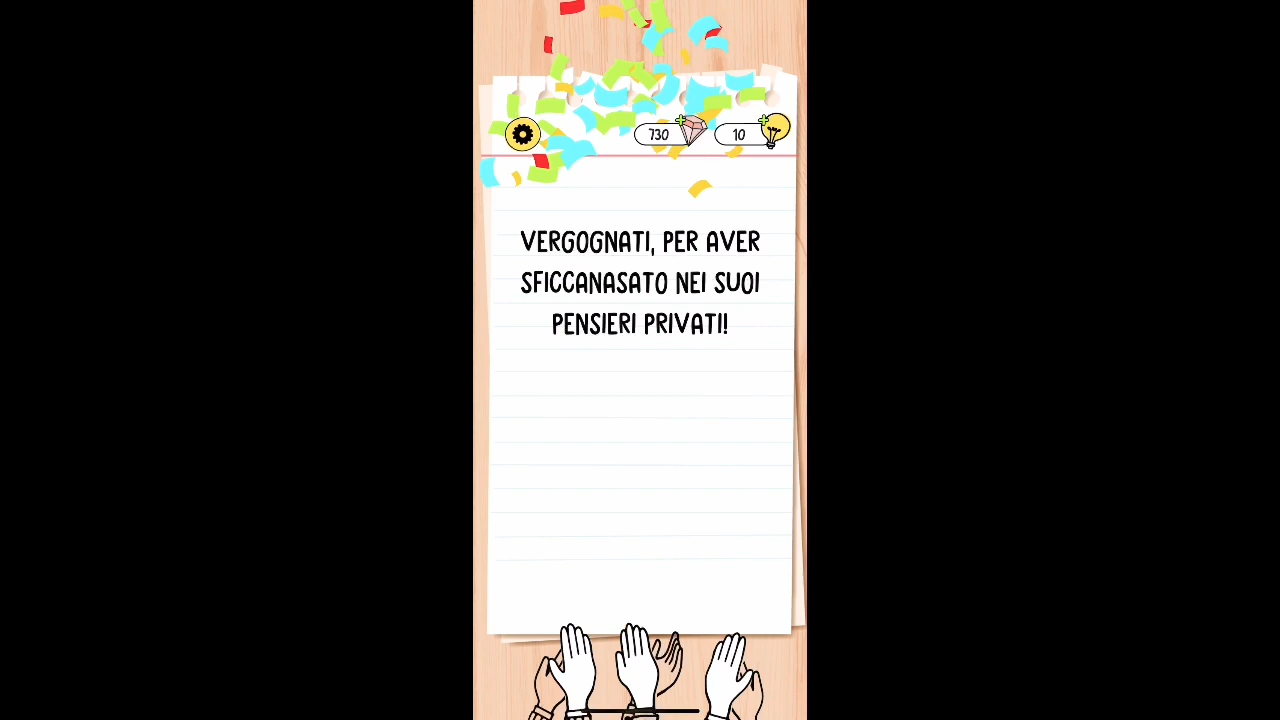 730
10
VERGOGNATI, PER AVER
SFICCANASATO NEI SUOI
PENSIERI PRIVATI!